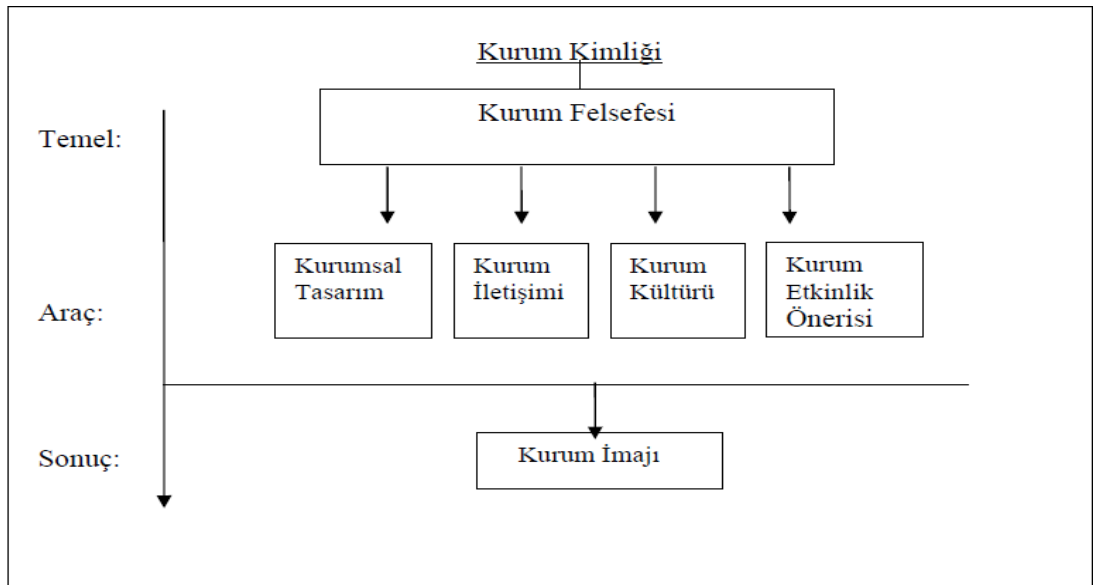 Kurum Kimliği
Kurum Felsefesi
Temel:
Kurumsal
Tasarım
Kurum
İletişimi
Kurum
Kültürü
Kurum
Etkinlik
Önerisi
Araç:
Kurum İmajı
Sonuç: